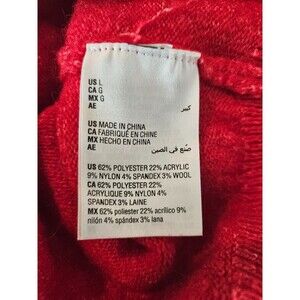 US L
CA G
MX G
AE كبير
US MADE IN CHINA
CA FABRIQUÉ EN CHINE
MX HECHO EN CHINA
AE صنع في الصين
US 62% POLYESTER 22% ACRYLIC
9% NYLON 4% SPANDEX 3% WOOL
CA 62% POLYESTER 22%
ACRYLIQUE 9% NYLON 4%
SPANDEX 3% LAINE
MX 62% poliéster 22% acrílico 9%
nilón 4% spándex 3% lana